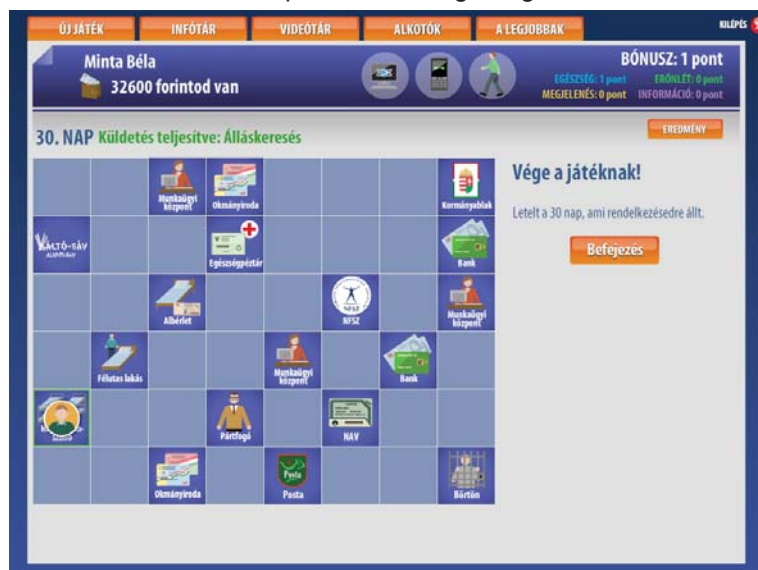 ÚJ JÁTÉK INFÓTÁR VIDEÓTÁR ALKOTÓK A LEGJOBBAK KILÉPÉS
Minta Béla
32600 forintod van
BÓNUSZ: 1 pont
EGÉSZSÉG: 1 pont ERŐNLÉT: 0 pont
MEGJELENÉS: 0 pont INFORMÁCIÓ: 0 pont
30. NAP Küldetés teljesítve: Álláskeresés
EREDMÉNY
Munkaügyi központ
Okmányiroda
Kormányablak
VÁLTÓ-SÁV
ALAPÍTVÁNY
Egészségpéztár
Bank
Albérlet
NFSZ
NFSZ
Munkaügyi központ
Félutas lakás
Munkaügyi központ
Bank
Pártfogó
NAV
Okmányiroda
Posta
Posta
Börtön
Vége a játéknak!
Letelt a 30 nap, ami rendelkezésedre állt.
Befejezés